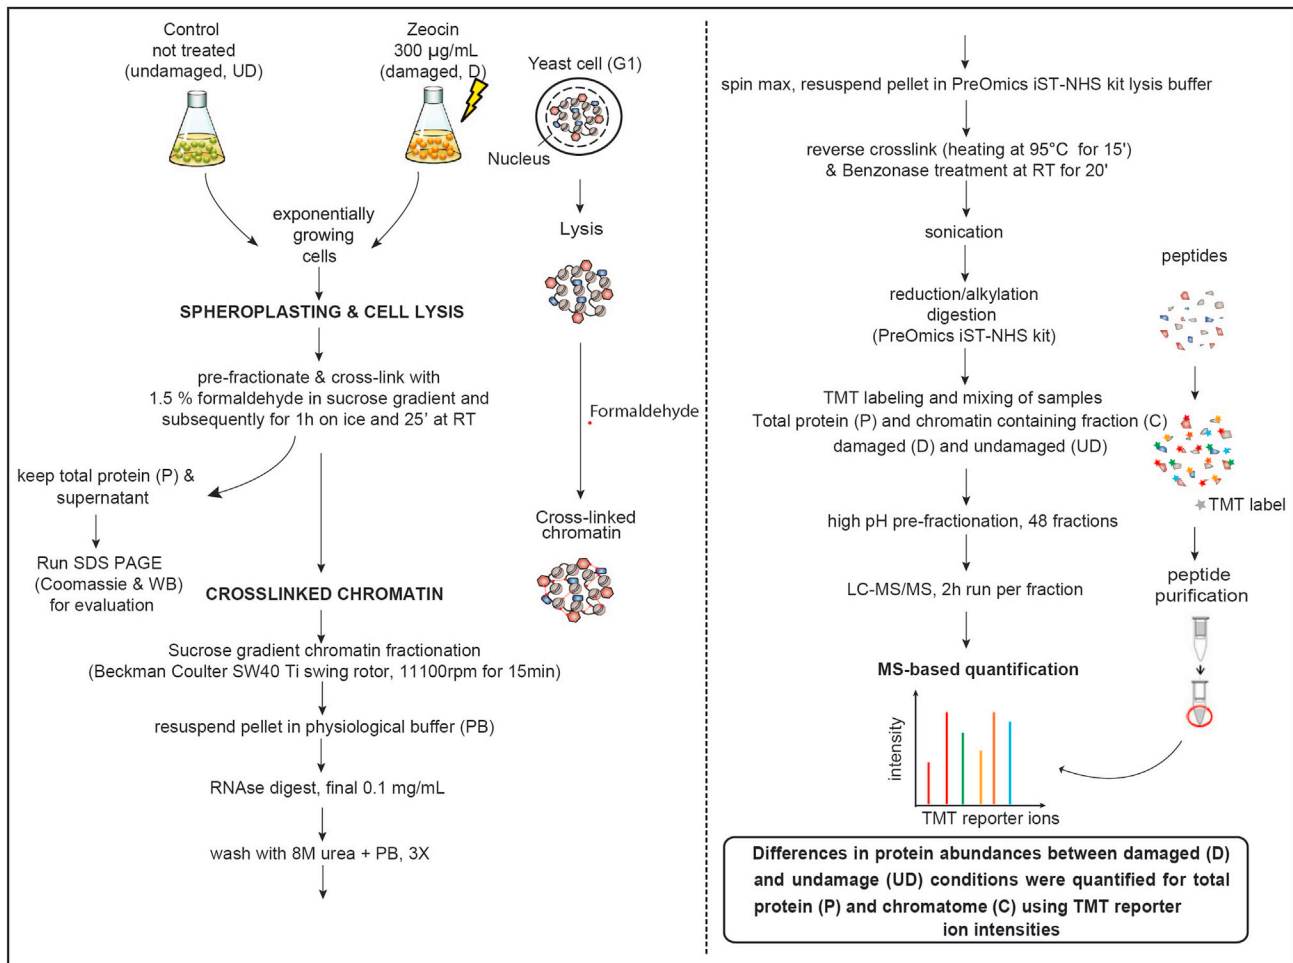 Control
not treated
(undamaged, UD)
Zeocin
300 µg/mL
(damaged, D)
Yeast cell (G1)
Nucleus
exponentially
growing
cells
Lysis
SPHEROPLASTING & CELL LYSIS
pre-fractionate & cross-link with
1.5 % formaldehyde in sucrose gradient and
subsequently for 1h on ice and 25’ at RT
Formaldehyde
keep total protein (P) &
supernatant
Run SDS PAGE
(Coomassie & WB)
for evaluation
Cross-linked
chromatin
CROSSLINKED CHROMATIN
Sucrose gradient chromatin fractionation
(Beckman Coulter SW40 Ti swing rotor, 11100rpm for 15min)
resuspend pellet in physiological buffer (PB)
RNAse digest, final 0.1 mg/mL
wash with 8M urea + PB, 3X
spin max, resuspend pellet in PreOmics iST-NHS kit lysis buffer
reverse crosslink (heating at 95°C for 15')
& Benzonase treatment at RT for 20'
sonication
reduction/alkylation
digestion
(PreOmics iST-NHS kit)
peptides
TMT labeling and mixing of samples
Total protein (P) and chromatin containing fraction (C)
damaged (D) and undamaged (UD)
TMT label
high pH pre-fractionation, 48 fractions
LC-MS/MS, 2h run per fraction
peptide
purification
MS-based quantification
intensity
TMT reporter ions
Differences in protein abundances between damaged (D)
and undamage (UD) conditions were quantified for total
protein (P) and chromatome (C) using TMT reporter
ion intensities